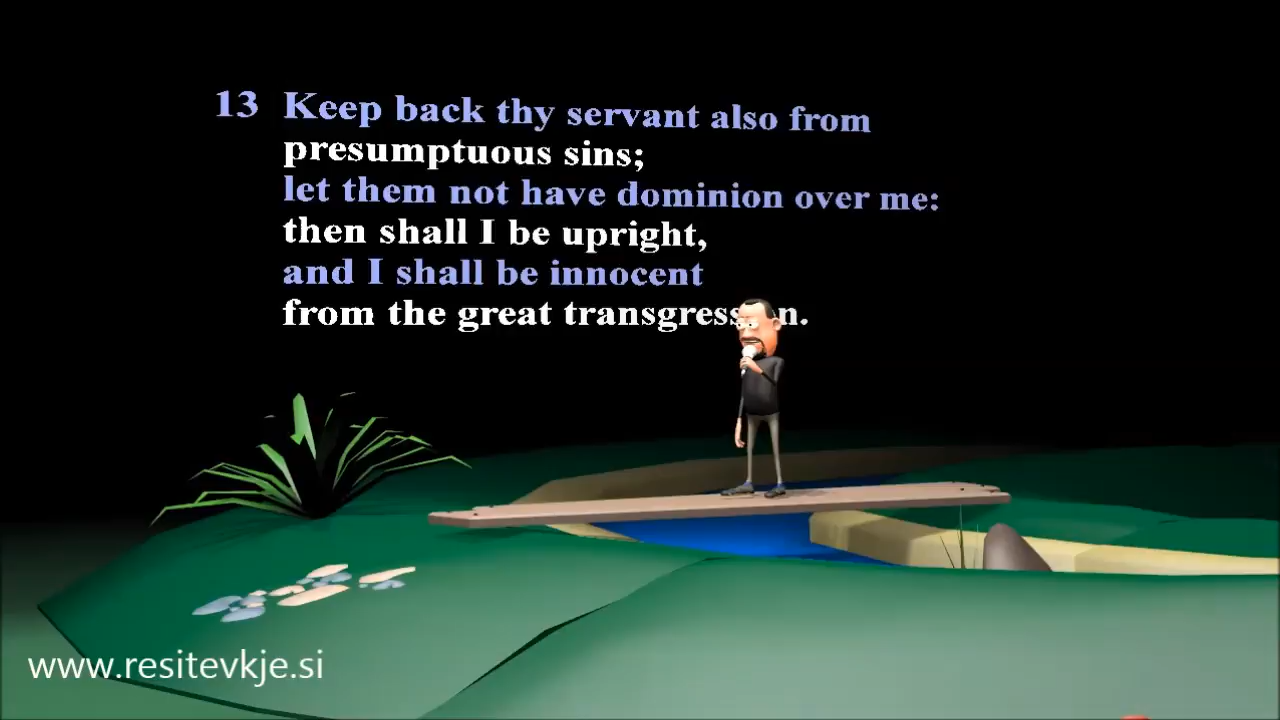 13 Keep back thy servant also from
presumptuous sins;
let them not have dominion over me:
then shall I be upright,
and I shall be innocent
from the great transgression.
www.resitevkje.si